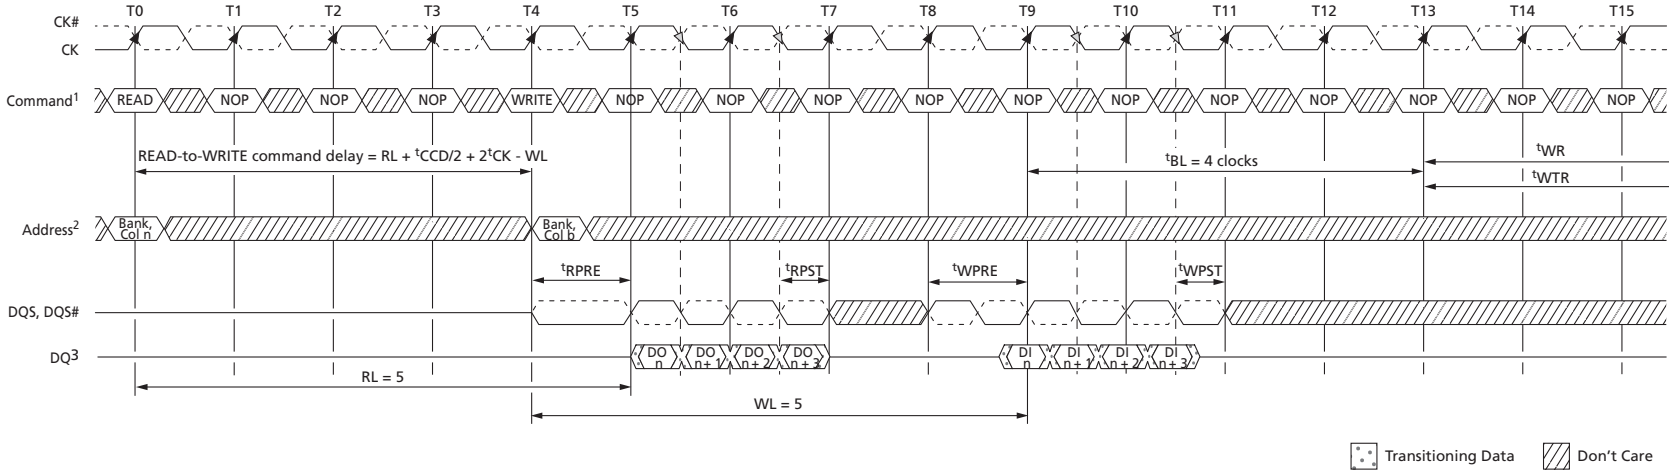 T0 T1 T2 T3 T4 T5 T6 T7 T8 T9 T10 T11 T12 T13 T14 T15
CK#
CK
Command1 READ NOP NOP NOP WRITE NOP NOP NOP NOP NOP NOP NOP NOP NOP NOP NOP
READ-to-WRITE command delay = RL + tCCD/2 + 2tCK - WL
tBL = 4 clocks
tWR
tWTR
Address2
Bank, Col n
Bank, Col b
tRPRE tRPST tWPRE tWPST
DQS, DQS#
DQ3
DO n
DO n + 1
DO n + 2
DO n + 3
DI n
DI n + 1
DI n + 2
DI n + 3
RL = 5
WL = 5
Transitioning Data Don't Care